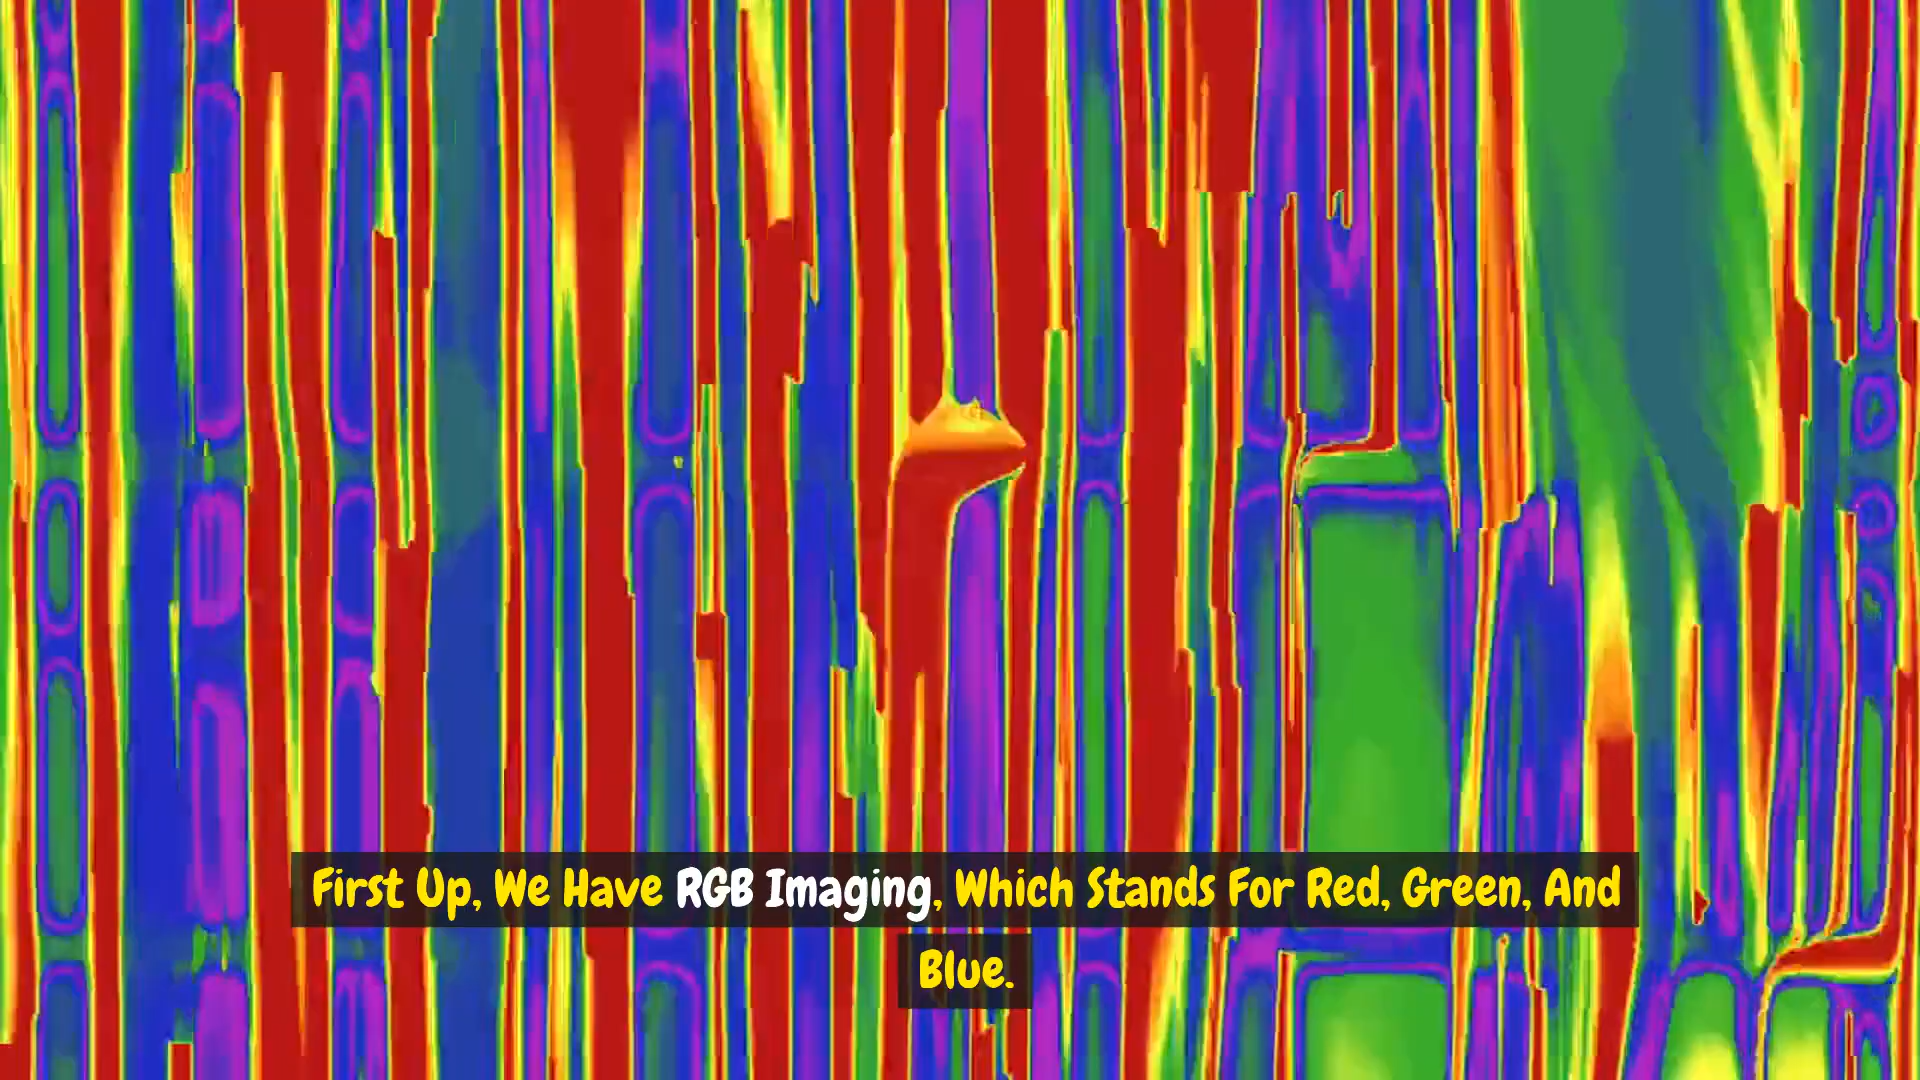 First Up, We Have RGB Imaging, Which Stands For Red, Green, And
Blue.